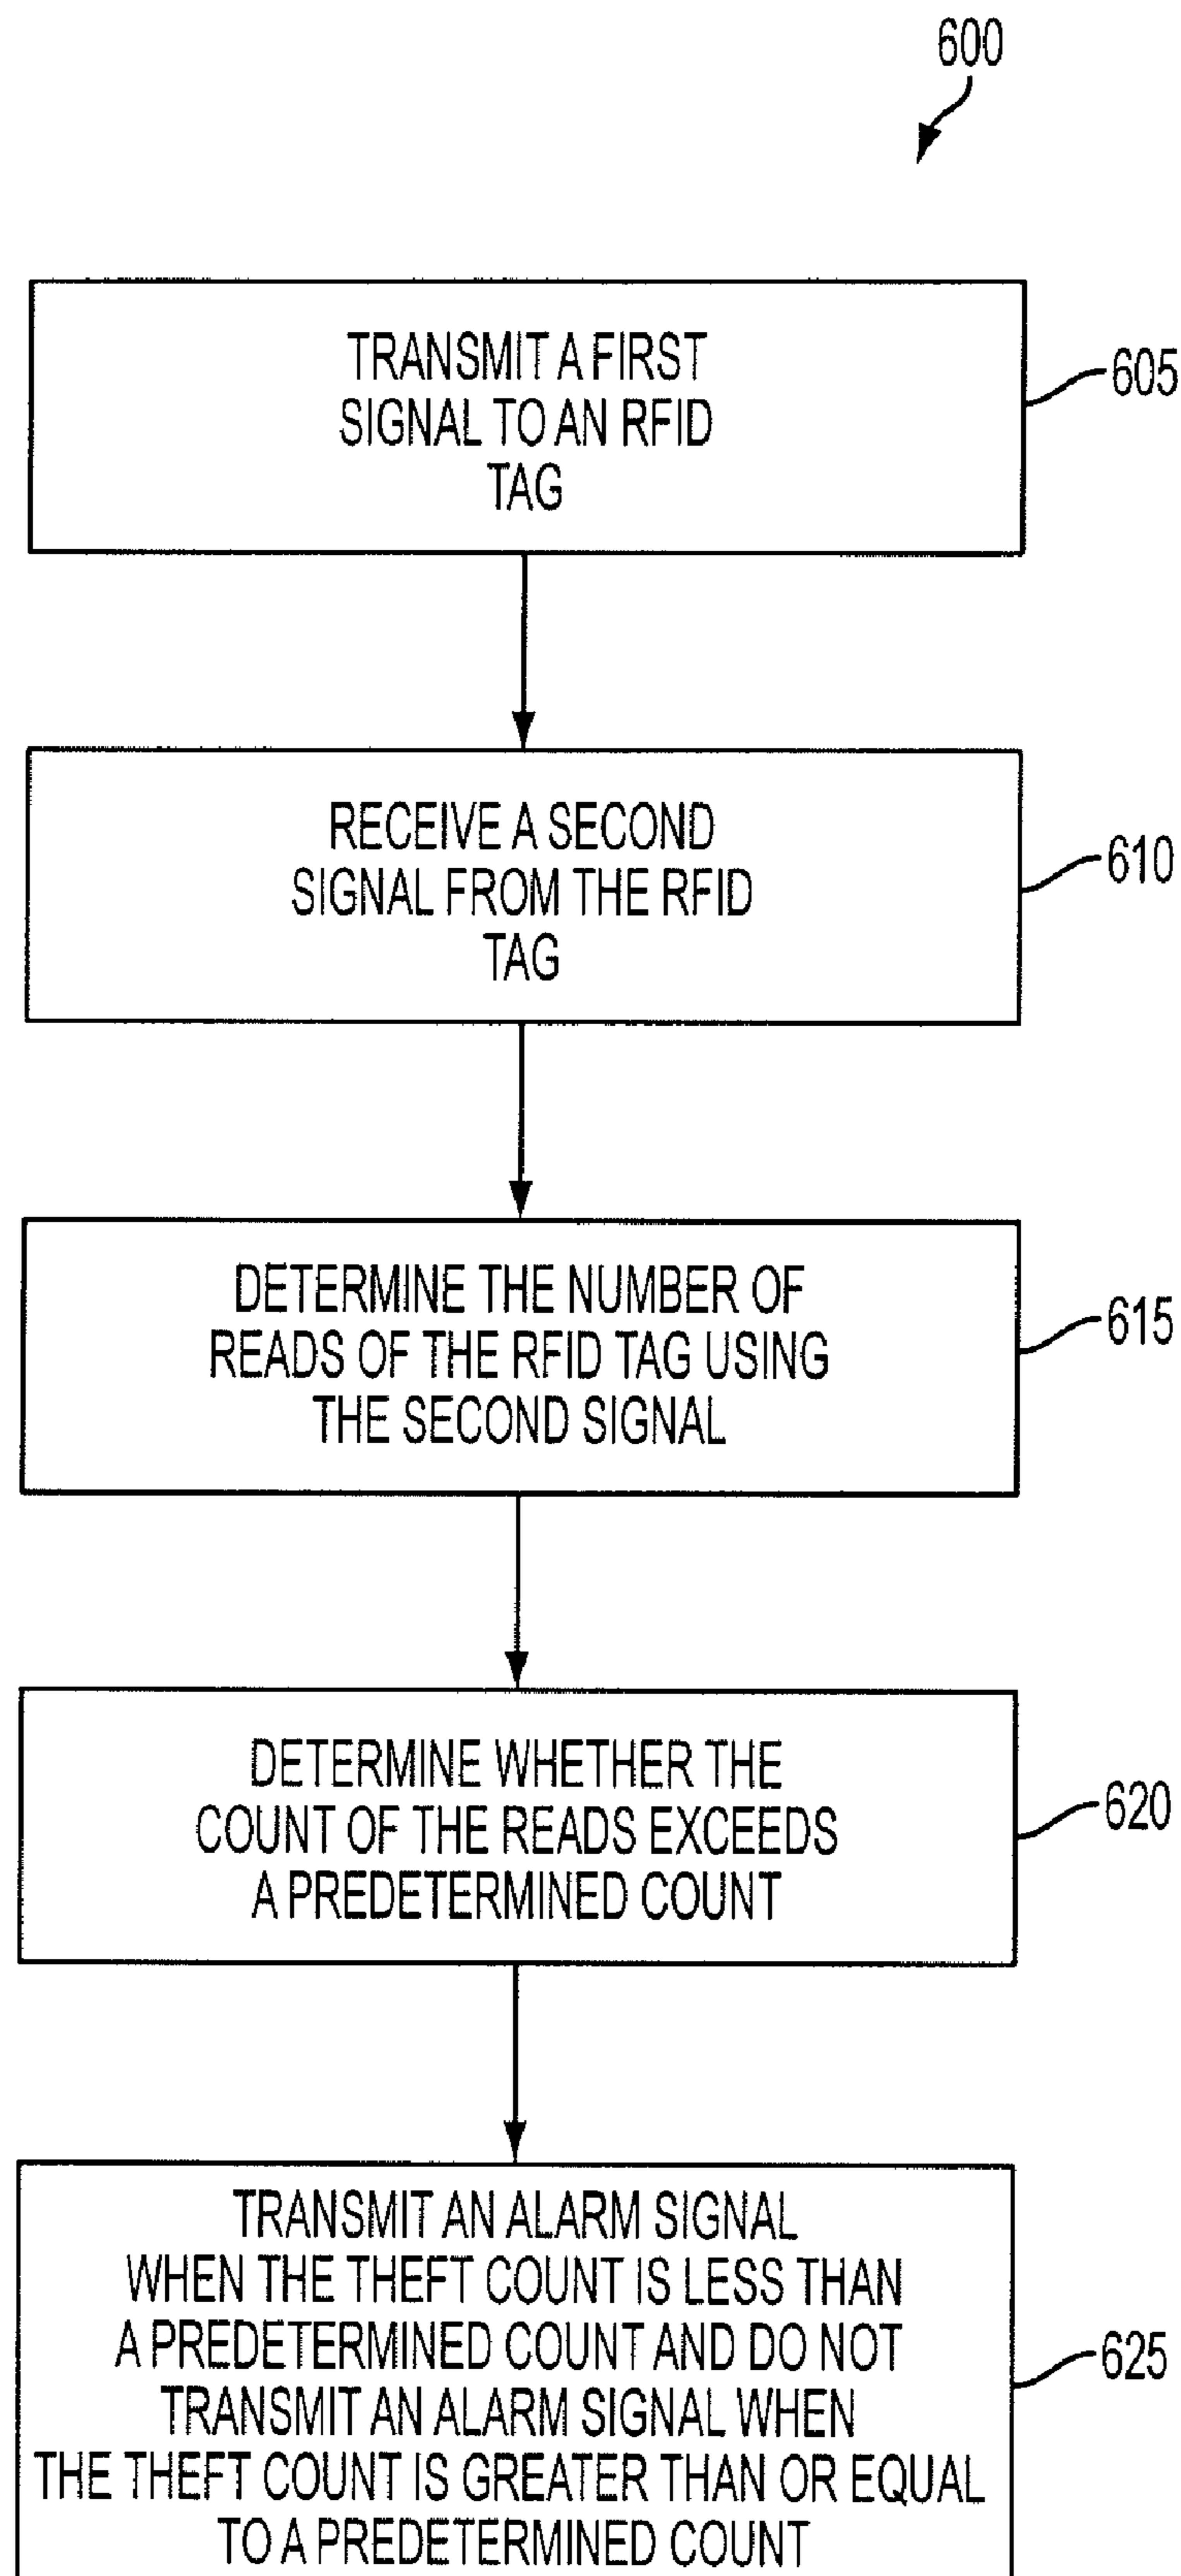 600
TRANSMIT A FIRST
SIGNAL TO AN RFID
TAG
605
RECEIVE A SECOND
SIGNAL FROM THE RFID
TAG
610
DETERMINE THE NUMBER OF
READS OF THE RFID TAG USING
THE SECOND SIGNAL
615
DETERMINE WHETHER THE
COUNT OF THE READS EXCEEDS
A PREDETERMINED COUNT
620
TRANSMIT AN ALARM SIGNAL
WHEN THE THEFT COUNT IS LESS THAN
A PREDETERMINED COUNT AND DO NOT
TRANSMIT AN ALARM SIGNAL WHEN
THE THEFT COUNT IS GREATER THAN OR EQUAL
TO A PREDETERMINED COUNT
625